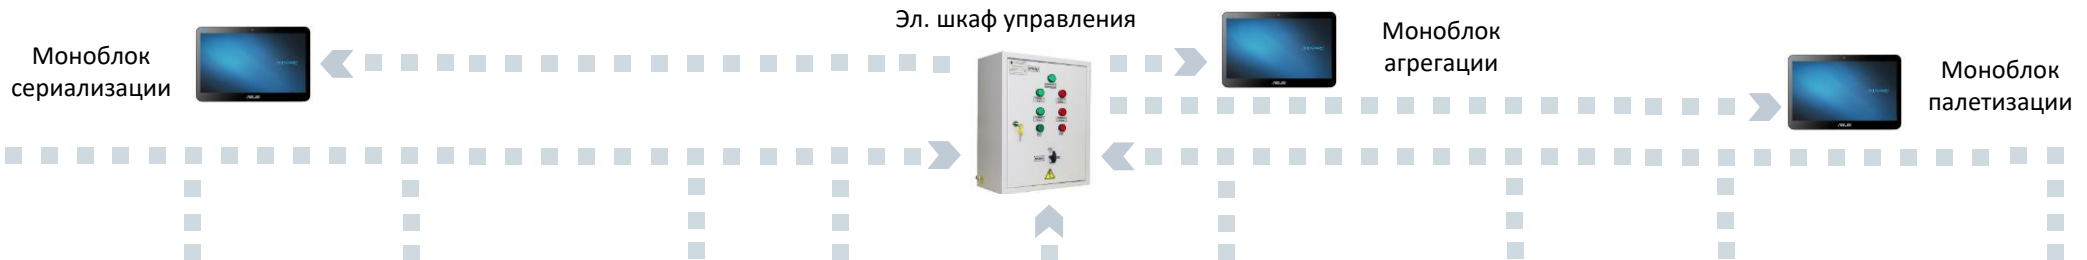 Эл. шкаф управления
Моноблок
сериализации
Моноблок
агрегации
Моноблок
палетизации